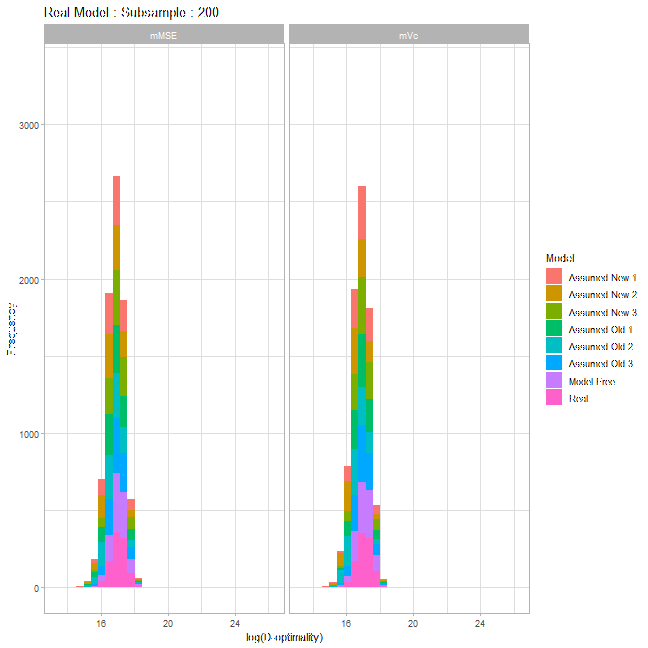 Real Model : Subsample : 200
mMSE
mVc
3000
2000
1000
0
Frequency
16
20
24
16
20
24
log(D-optimality)
Model
Assumed New 1
Assumed New 2
Assumed New 3
Assumed Old 1
Assumed Old 2
Assumed Old 3
Model Free
Real